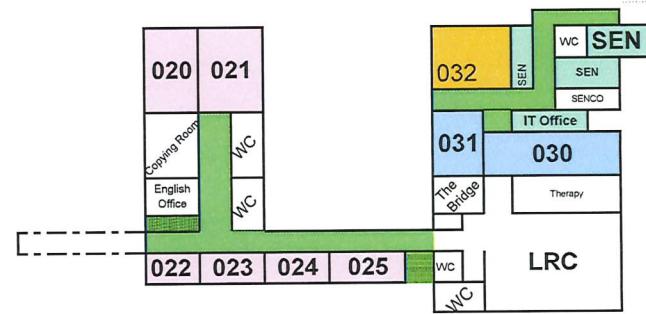 WC
SEN
020
021
032
SEN
SEN
SENCO
IT Office
Copying Room
WC
031
030
English
Office
WC
The
Bridge
Therapy
022
023
024
025
WC
LRC
WC